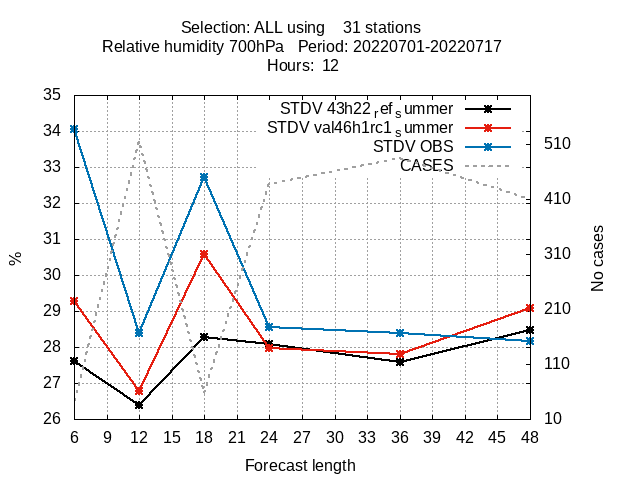 Selection: ALL using    31 stations
Relative humidity 700hPa   Period: 20220701-20220717
Hours:  12
STDV 43h22_ref_summer
STDV val46h1rc1_summer
STDV OBS
CASES
35
34
33
32
31
30
29
28
27
26
%
510
410
310
210
110
10
No cases
6 9 12 15 18 21 24 27 30 33 36 39 42 45 48
Forecast length